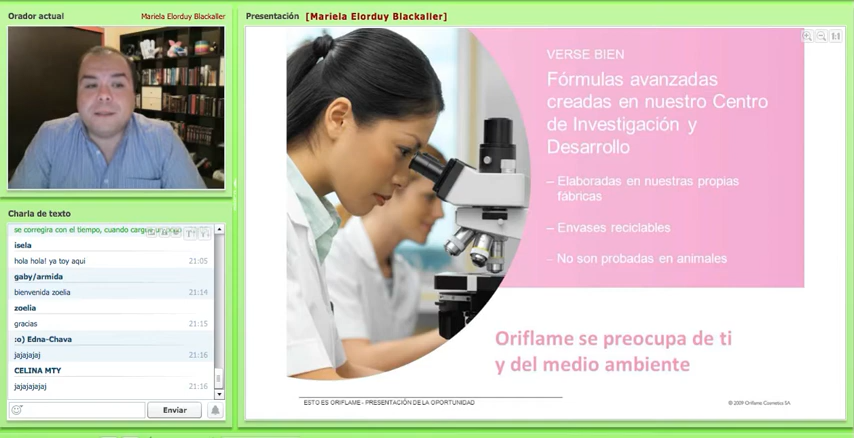 Orador actual
Mariela Elorduy Blackaller
Presentación [Mariela Elorduy Blackaller]
1:1
VERSE BIEN
Fórmulas avanzadas
creadas en nuestro Centro
de Investigación y
Desarrollo
– Elaboradas en nuestras propias
fábricas
– Envases reciclables
– No son probadas en animales
Oriflame se preocupa de ti
y del medio ambiente
ESTO ES ORIFLAME - PRESENTACIÓN DE LA OPORTUNIDAD
© 2009 Oriflame Cosmetics SA
Charla de texto
se corregira con el tiempo, cuando
isela
hola hola! ya toy aqui 21:05
gaby/armida
bienvenida zoelia 21:14
zoelia
gracias 21:15
:o) Edna-Chava
jajajajaj 21:16
CELINA MTY
jajajajajaj 21:16
Enviar